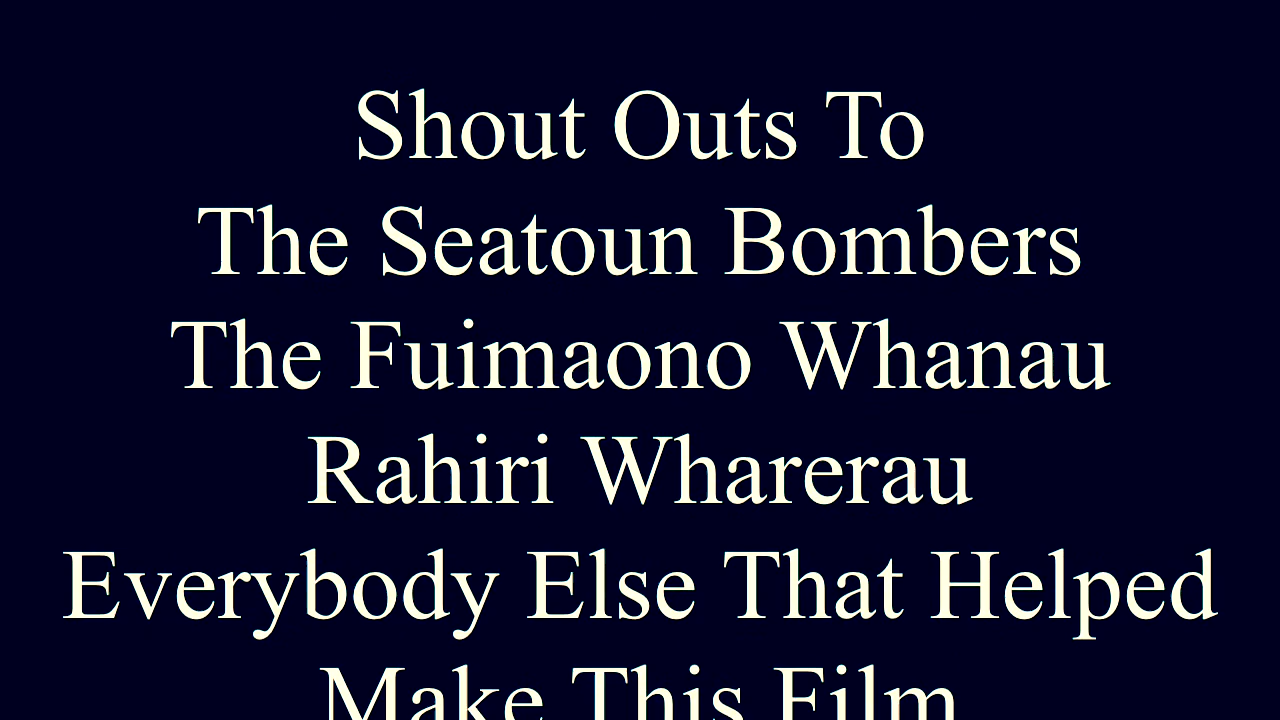 Shout Outs To
The Seatoun Bombers
The Fuimaono Whanau
Rahiri Wharerau
Everybody Else That Helped
Make This Film